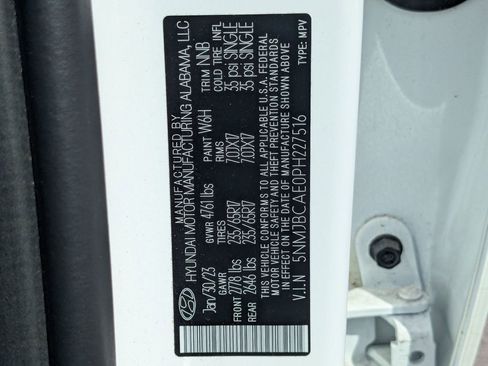 MANUFACTURED BY
HYUNDAI MOTOR MANUFACTURING ALABAMA, LLC
Jan/30/23 GVWR 4761 lbs PAINT W6H TRIM NNB
GAWR TIRES RIMS COLD TIRE INFL
FRONT 2778 lbs 235/65R17 7.0JX17 35 psi SINGLE
REAR 2646 lbs 235/65R17 7.0JX17 35 psi SINGLE
THIS VEHICLE CONFORMS TO ALL APPLICABLE U.S.A. FEDERAL
MOTOR VEHICLE SAFETY AND THEFT PREVENTION STANDARDS
IN EFFECT ON THE DATE OF MANUFACTURE SHOWN ABOVE
V.I.N 5NMJBCAE0PH227516 TYPE: MPV